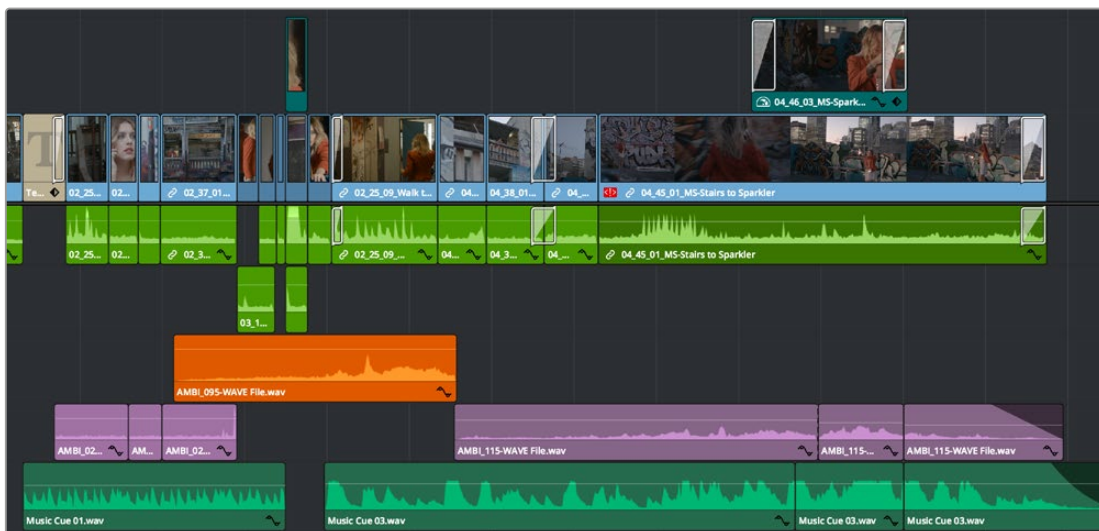 04_46_03_MS-Spark...
Te...
02_25...
02...
02_37_01...
02_25_09_Walk t...
04...
04_38_01...
04_...
04_45_01_MS-Stairs to Sparkler
02_25...
02...
02_3...
02_25_09_...
04...
04_3...
04_...
04_45_01_MS-Stairs to Sparkler
03_1...
AMBI_095-WAVE File.wav
AMBI_02...
AM...
AMBI_02...
AMBI_115-WAVE File.wav
AMBI_115-...
AMBI_115-WAVE File.wav
Music Cue 01.wav
Music Cue 03.wav
Music Cue 03.wav
Music Cue 03.wav